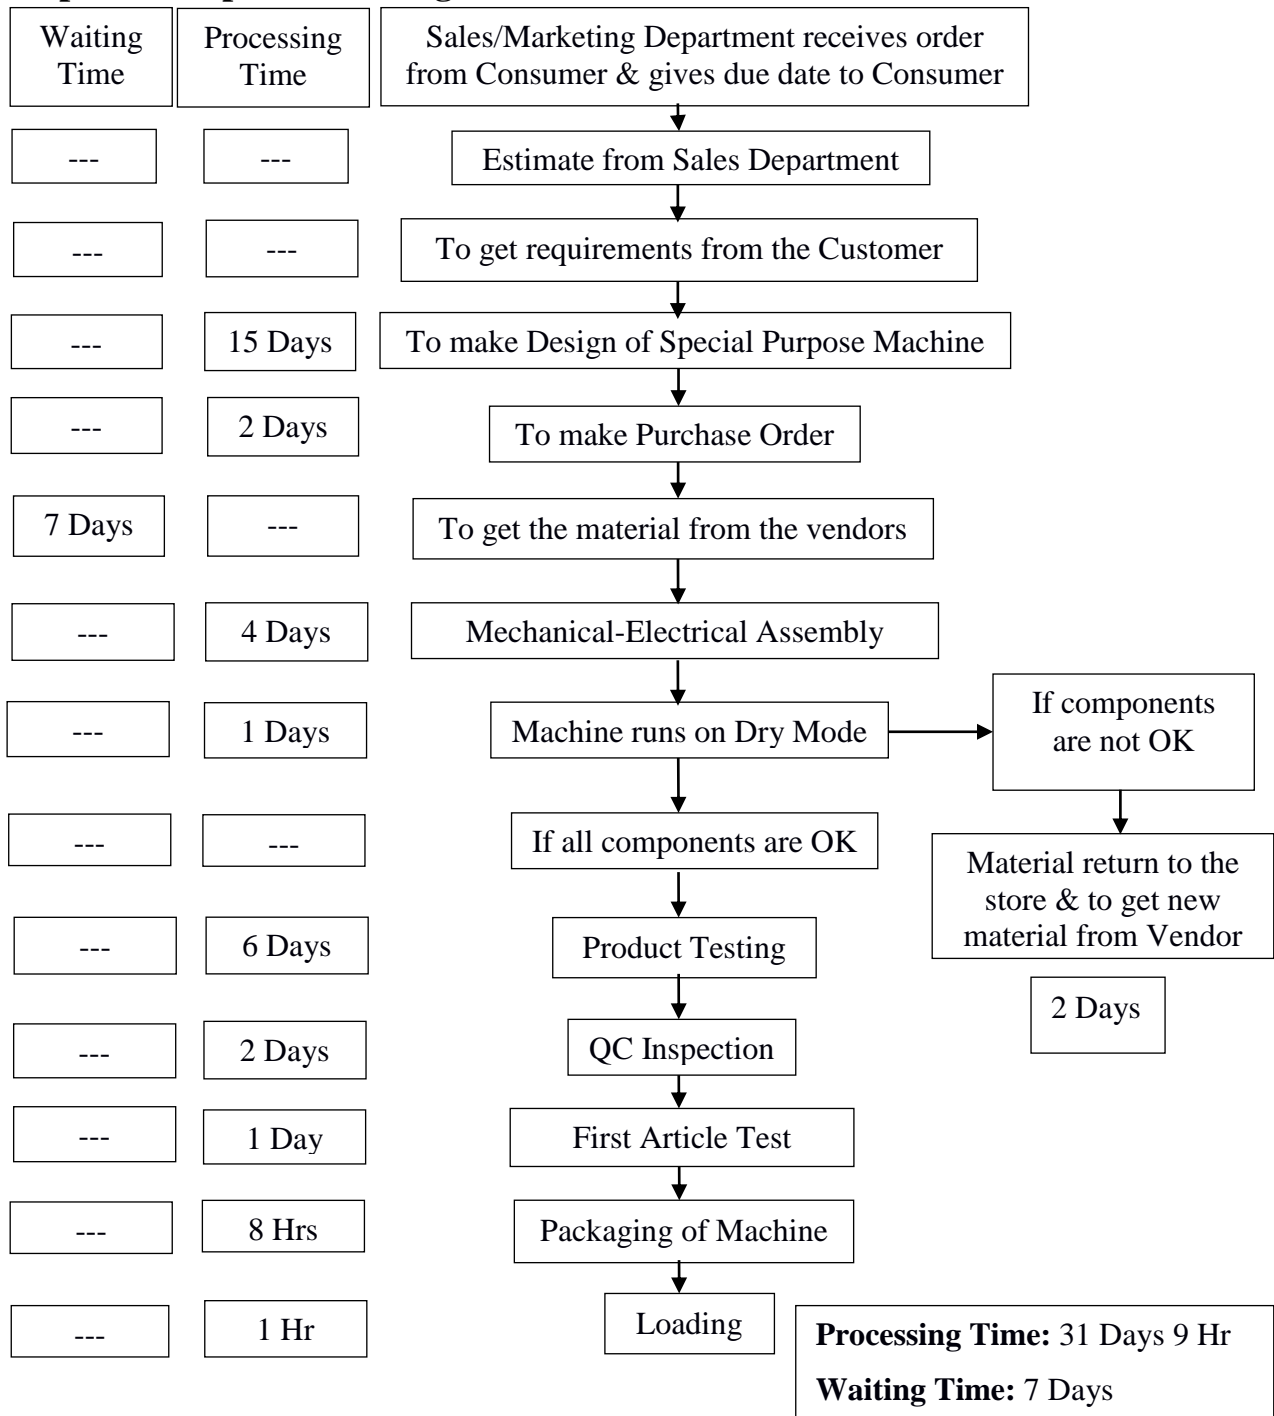 Waiting
Time
Processing
Time
Sales/Marketing Department receives order
from Consumer & gives due date to Consumer
---
---
Estimate from Sales Department
---
---
To get requirements from the Customer
---
15 Days
To make Design of Special Purpose Machine
---
2 Days
To make Purchase Order
7 Days
---
To get the material from the vendors
---
4 Days
Mechanical-Electrical Assembly
---
1 Days
Machine runs on Dry Mode
If components
are not OK
---
---
If all components are OK
Material return to the
store & to get new
material from Vendor
---
6 Days
Product Testing
2 Days
---
2 Days
QC Inspection
---
1 Day
First Article Test
---
8 Hrs
Packaging of Machine
---
1 Hr
Loading
Processing Time: 31 Days 9 Hr
Waiting Time: 7 Days